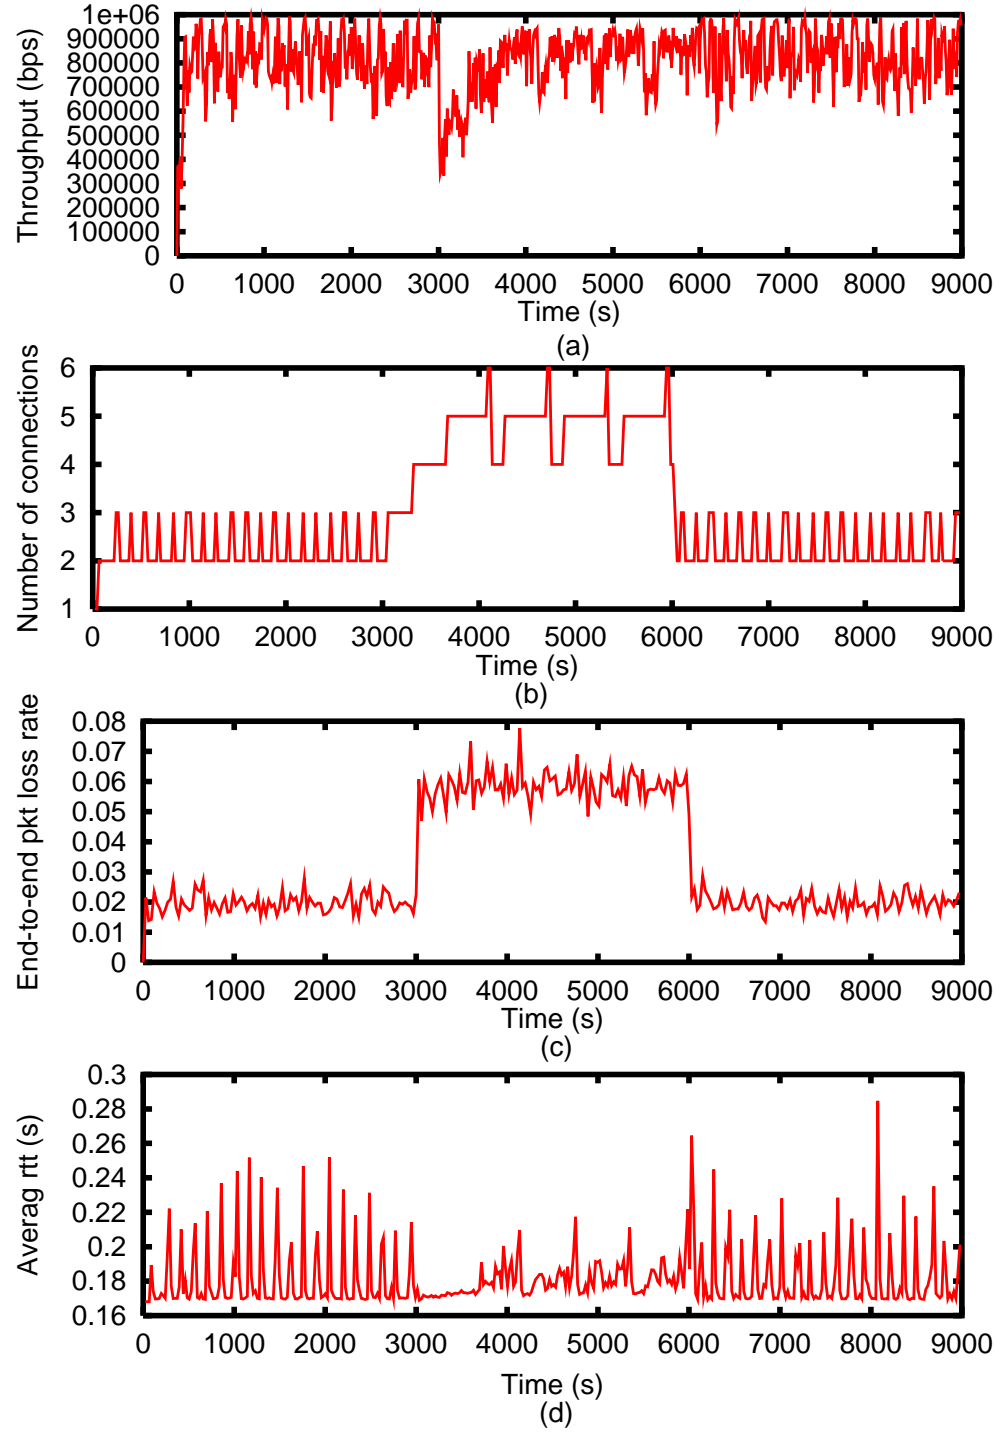 1e+06
900000
800000
700000
600000
500000
400000
300000
200000
100000
0
Throughput (bps)
0 1000 2000 3000 4000 5000 6000 7000 8000 9000
Time (s)
(a)
6
5
4
3
2
1
Number of connections
0 1000 2000 3000 4000 5000 6000 7000 8000 9000
Time (s)
(b)
0.08
0.07
0.06
0.05
0.04
0.03
0.02
0.01
0
End-to-end pkt loss rate
0 1000 2000 3000 4000 5000 6000 7000 8000 9000
Time (s)
(c)
0.3
0.28
0.26
0.24
0.22
0.2
0.18
0.16
Averag rtt (s)
0 1000 2000 3000 4000 5000 6000 7000 8000 9000
Time (s)
(d)